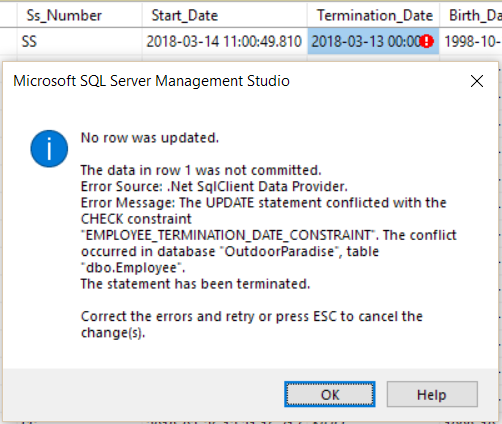 Ss_Number Start_Date Termination_Date Birth_Da
SS 2018-03-14 11:00:49.810 2018-03-13 00:00 1998-10-
Microsoft SQL Server Management Studio
No row was updated.
The data in row 1 was not committed.
Error Source: .Net SqlClient Data Provider.
Error Message: The UPDATE statement conflicted with the
CHECK constraint
"EMPLOYEE_TERMINATION_DATE_CONSTRAINT". The conflict
occurred in database "OutdoorParadise", table
"dbo.Employee".
The statement has been terminated.
Correct the errors and retry or press ESC to cancel the
change(s).
OK Help